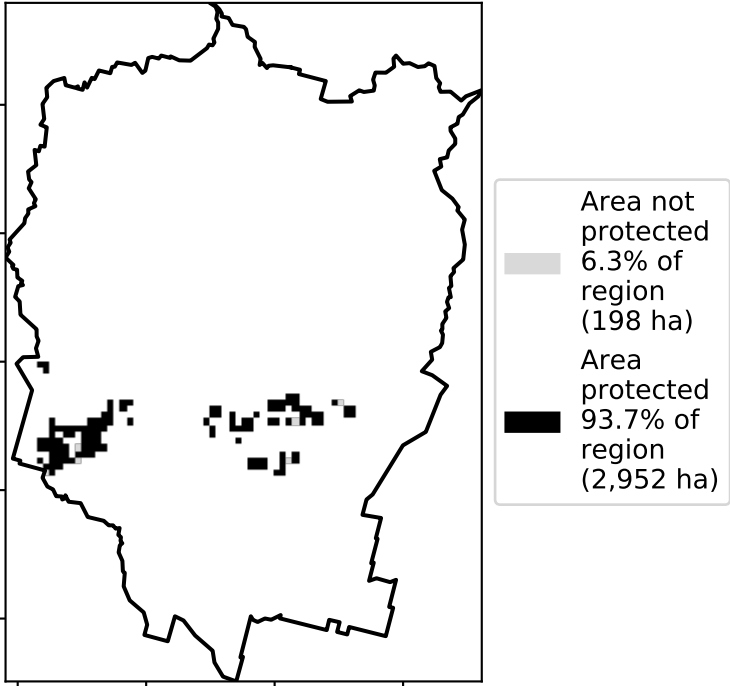 Area not
protected
6.3% of
region
(198 ha)
Area
protected
93.7% of
region
(2,952 ha)